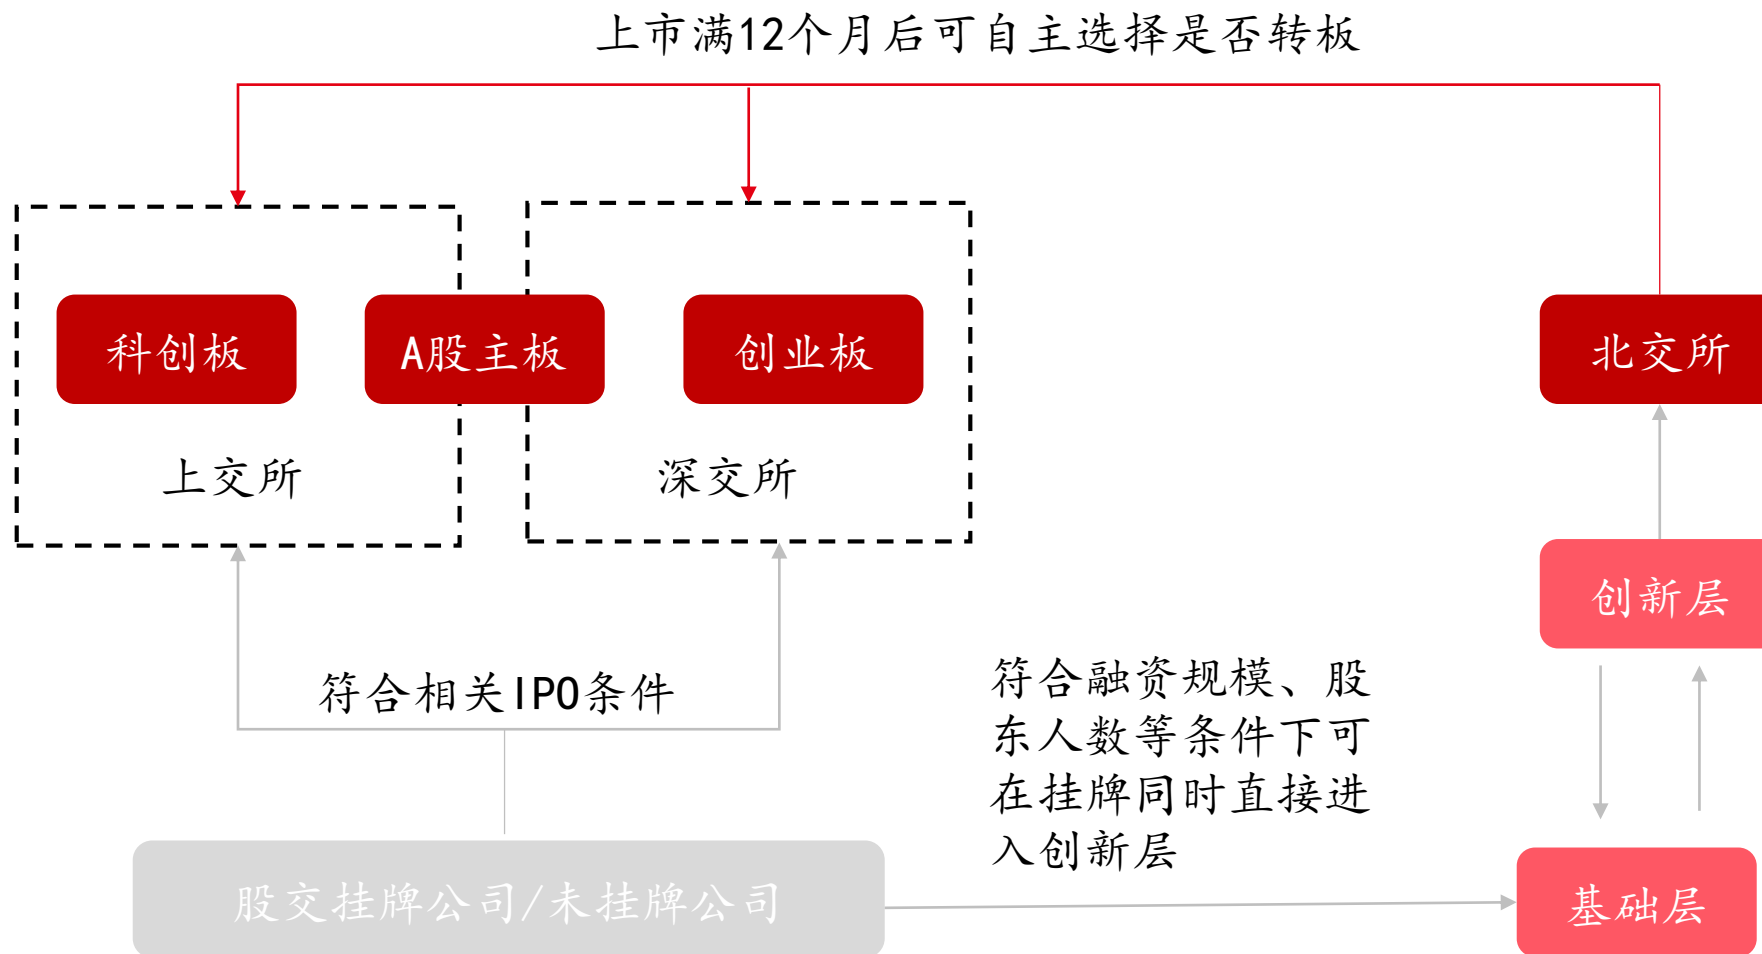 上市满12个月后可自主选择是否转板
科创板
A股主板
创业板
北交所
上交所
深交所
创新层
符合相关IPO条件
符合融资规模、股
东人数等条件下可
在挂牌同时直接进
入创新层
股交挂牌公司/未挂牌公司
基础层